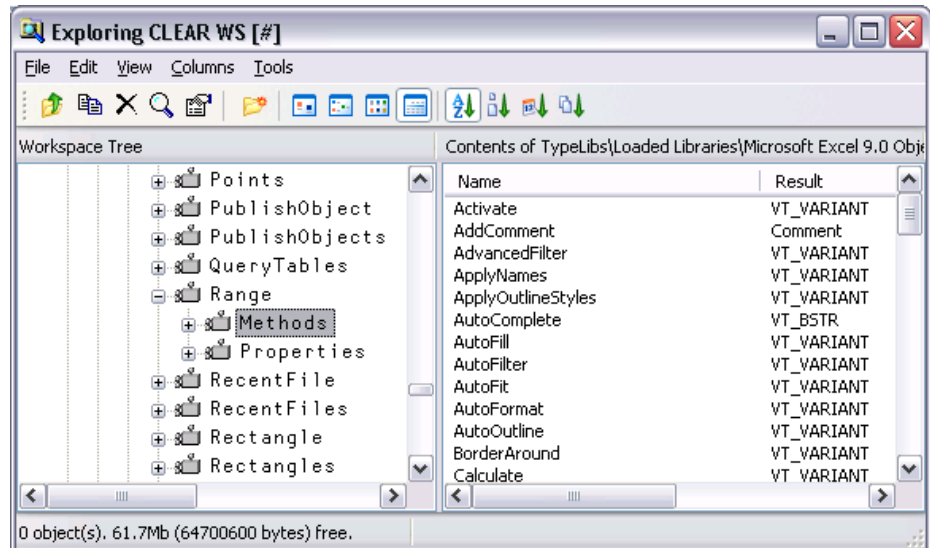 Exploring CLEAR WS [#]
File Edit View Columns Tools
Workspace Tree
Contents of TypeLibs\Loaded Libraries\Microsoft Excel 9.0 Obje
Points
PublishObject
PublishObjects
QueryTables
Range
Methods
Properties
RecentFile
RecentFiles
Rectangle
Rectangles
Name Result
Activate VT_VARIANT
AddComment Comment
AdvancedFilter VT_VARIANT
ApplyNames VT_VARIANT
ApplyOutlineStyles VT_VARIANT
AutoComplete VT_BSTR
AutoFill VT_VARIANT
AutoFilter VT_VARIANT
AutoFit VT_VARIANT
AutoFormat VT_VARIANT
AutoOutline VT_VARIANT
BorderAround VT_VARIANT
Calculate VT_VARIANT
0 object(s). 61.7Mb (64700600 bytes) free.